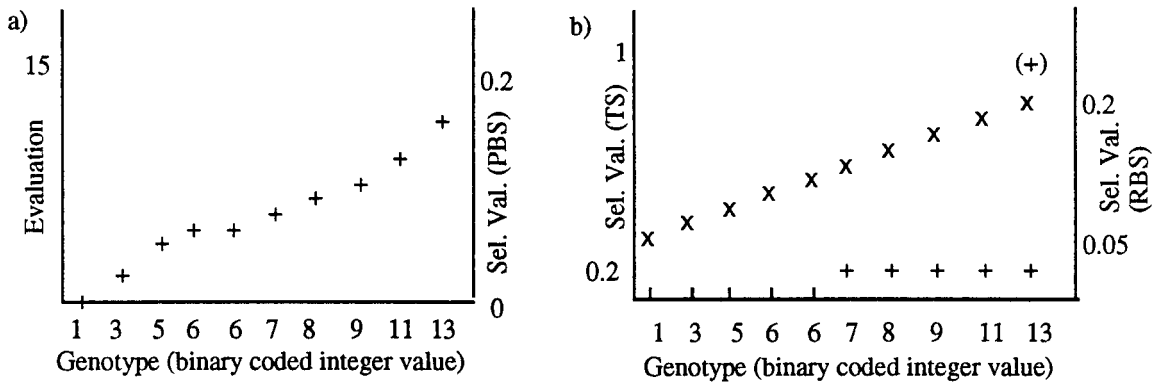 a)
15
Evaluation
0.2
0
Sel. Val. (PBS)
1 3 5 6 6 7 8 9 11 13
Genotype (binary coded integer value)
b)
1
0.2
Sel. Val. (TS)
(+)
0.2
0.05
Sel. Val.
(RBS)
1 3 5 6 6 7 8 9 11 13
Genotype (binary coded integer value)